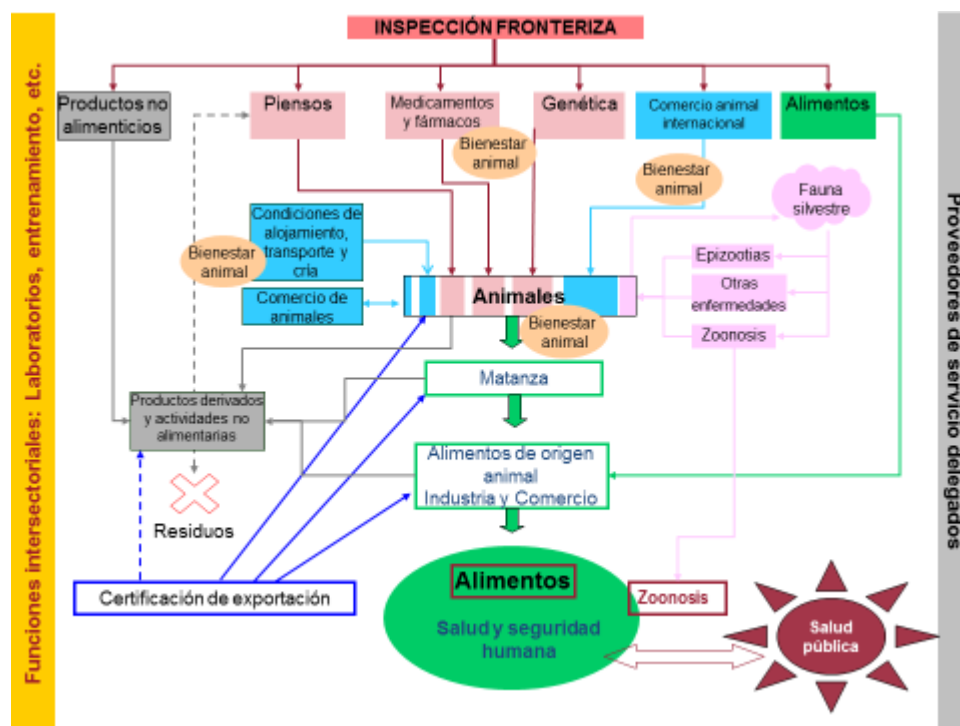 INSPECCIÓN FRONTERIZA
Productos no
alimenticios
Piensos
Medicamentos
y fármacos
Genética
Comercio animal
internacional
Alimentos
Bienestar
animal
Bienestar
animal
Fauna
silvestre
Condiciones de
alojamiento,
transporte y
cría
Bienestar
animal
Epizootias
Otras
enfermedades
Zoonosis
Comercio de
animales
Animales
Bienestar
animal
Matanza
Productos derivados
y actividades no
alimentarias
Alimentos de origen
animal
Industria y Comercio
Residuos
Certificación de exportación
Alimentos
Salud y seguridad
humana
Zoonosis
Salud
pública
Funciones intersectoriales: Laboratorios, entrenamiento, etc.
Proveedores de servicio delegados